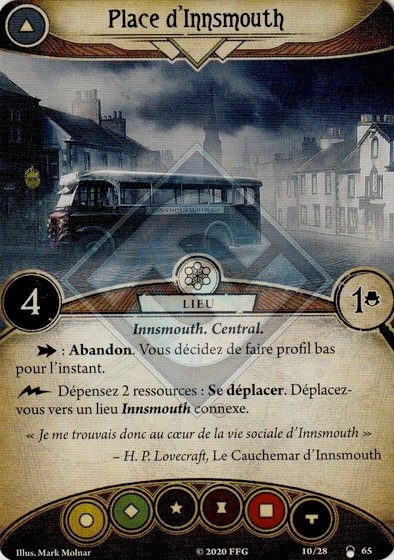 Place d'Innsmouth
4
LIEU
1
Innsmouth. Central.
: Abandon. Vous décidez de faire profil bas
pour l'instant.
Dépensez 2 ressources : Se déplacer. Déplacez-
vous vers un lieu Innsmouth connexe.
« Je me trouvais donc au cœur de la vie sociale d'Innsmouth »
– H. P. Lovecraft, Le Cauchemar d'Innsmouth
Illus. Mark Molnar
© 2020 FFG
10/28
65